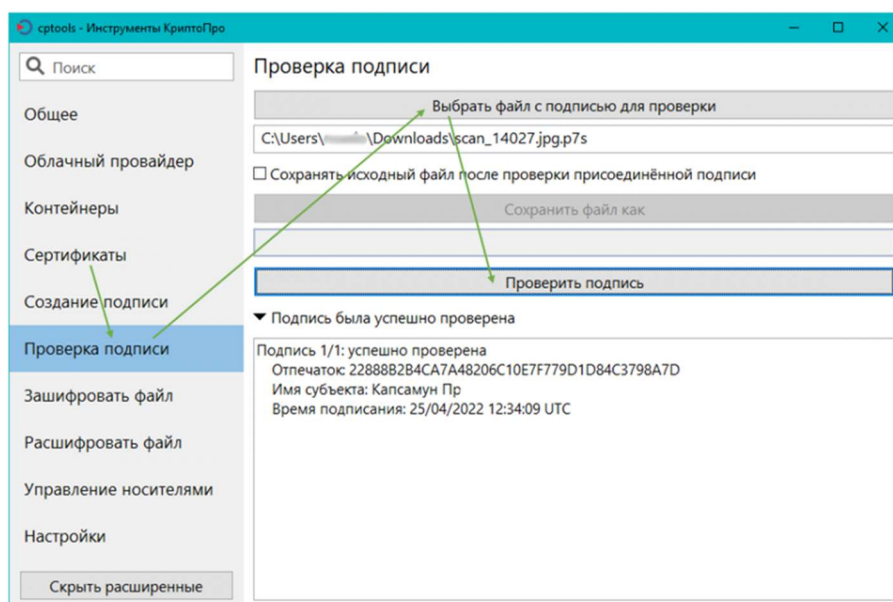 cptools - Инструменты КриптоПро
Поиск
Общее
Облачный провайдер
Контейнеры
Сертификаты
Создание подписи
Проверка подписи
Зашифровать файл
Расшифровать файл
Управление носителями
Настройки
Скрыть расширенные
Проверка подписи
Выбрать файл с подписью для проверки
C:\Users\ \Downloads\scan_14027.jpg.p7s
Сохранять исходный файл после проверки присоединённой подписи
Сохранить файл как
Проверить подпись
Подпись была успешно проверена
Подпись 1/1: успешно проверена
Отпечаток: 22888B2B4CA7A48206C10E7F779D1D84C3798A7D
Имя субъекта: Капсамун Пр
Время подписания: 25/04/2022 12:34:09 UTC